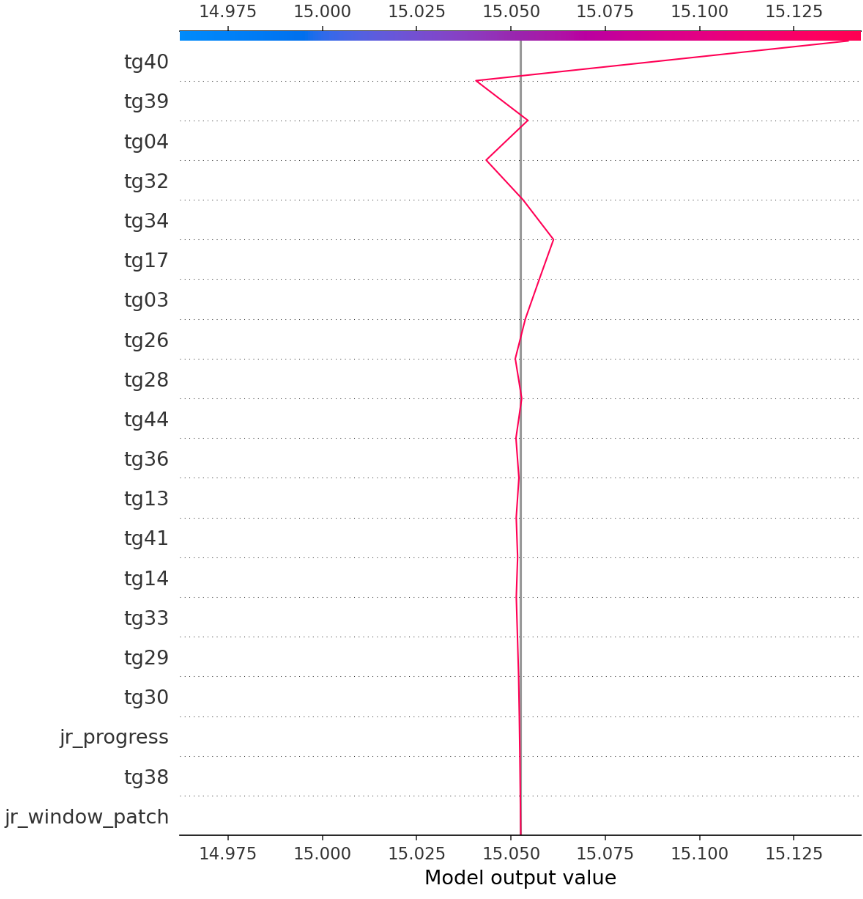 14.975 15.000 15.025 15.050 15.075 15.100 15.125
tg40
tg39
tg04
tg32
tg34
tg17
tg03
tg26
tg28
tg44
tg36
tg13
tg41
tg14
tg33
tg29
tg30
jr_progress
tg38
jr_window_patch
14.975 15.000 15.025 15.050 15.075 15.100 15.125
Model output value